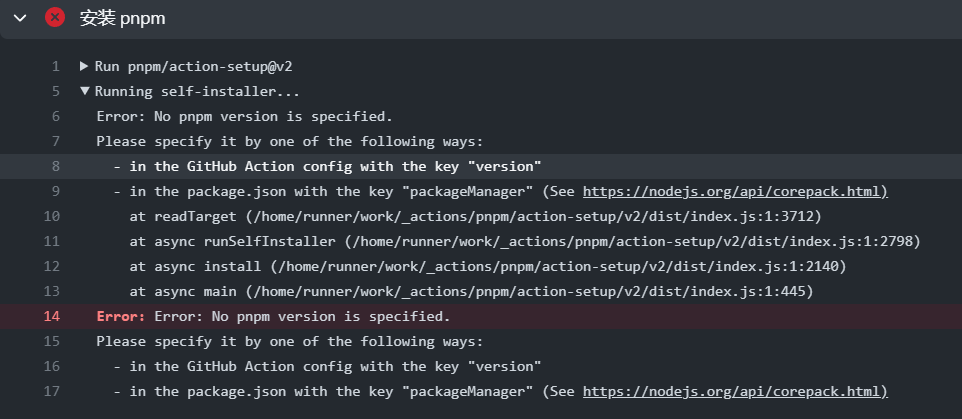 安装 pnpm
1 Run pnpm/action-setup@v2
5 Running self-installer...
6 Error: No pnpm version is specified.
7 Please specify it by one of the following ways:
8 - in the GitHub Action config with the key "version"
9 - in the package.json with the key "packageManager" (See https://nodejs.org/api/corepack.html)
10 at readTarget (/home/runner/work/_actions/pnpm/action-setup/v2/dist/index.js:1:3712)
11 at async runSelfInstaller (/home/runner/work/_actions/pnpm/action-setup/v2/dist/index.js:1:2798)
12 at async install (/home/runner/work/_actions/pnpm/action-setup/v2/dist/index.js:1:2140)
13 at async main (/home/runner/work/_actions/pnpm/action-setup/v2/dist/index.js:1:445)
14 Error: Error: No pnpm version is specified.
15 Please specify it by one of the following ways:
16 - in the GitHub Action config with the key "version"
17 - in the package.json with the key "packageManager" (See https://nodejs.org/api/corepack.html)